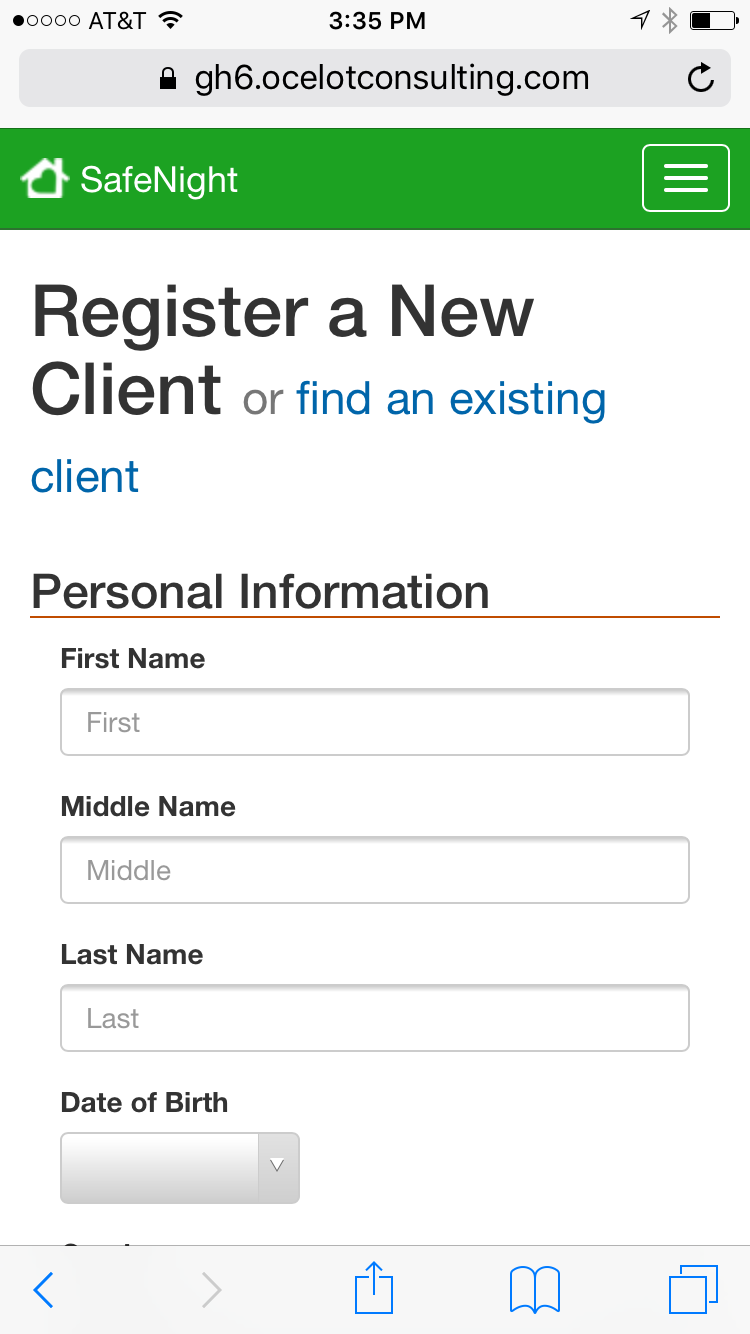 AT&T 3:35 PM
gh6.ocelotconsulting.com
SafeNight
Register a New
Client or find an existing
client
Personal Information
First Name
First
Middle Name
Middle
Last Name
Last
Date of Birth